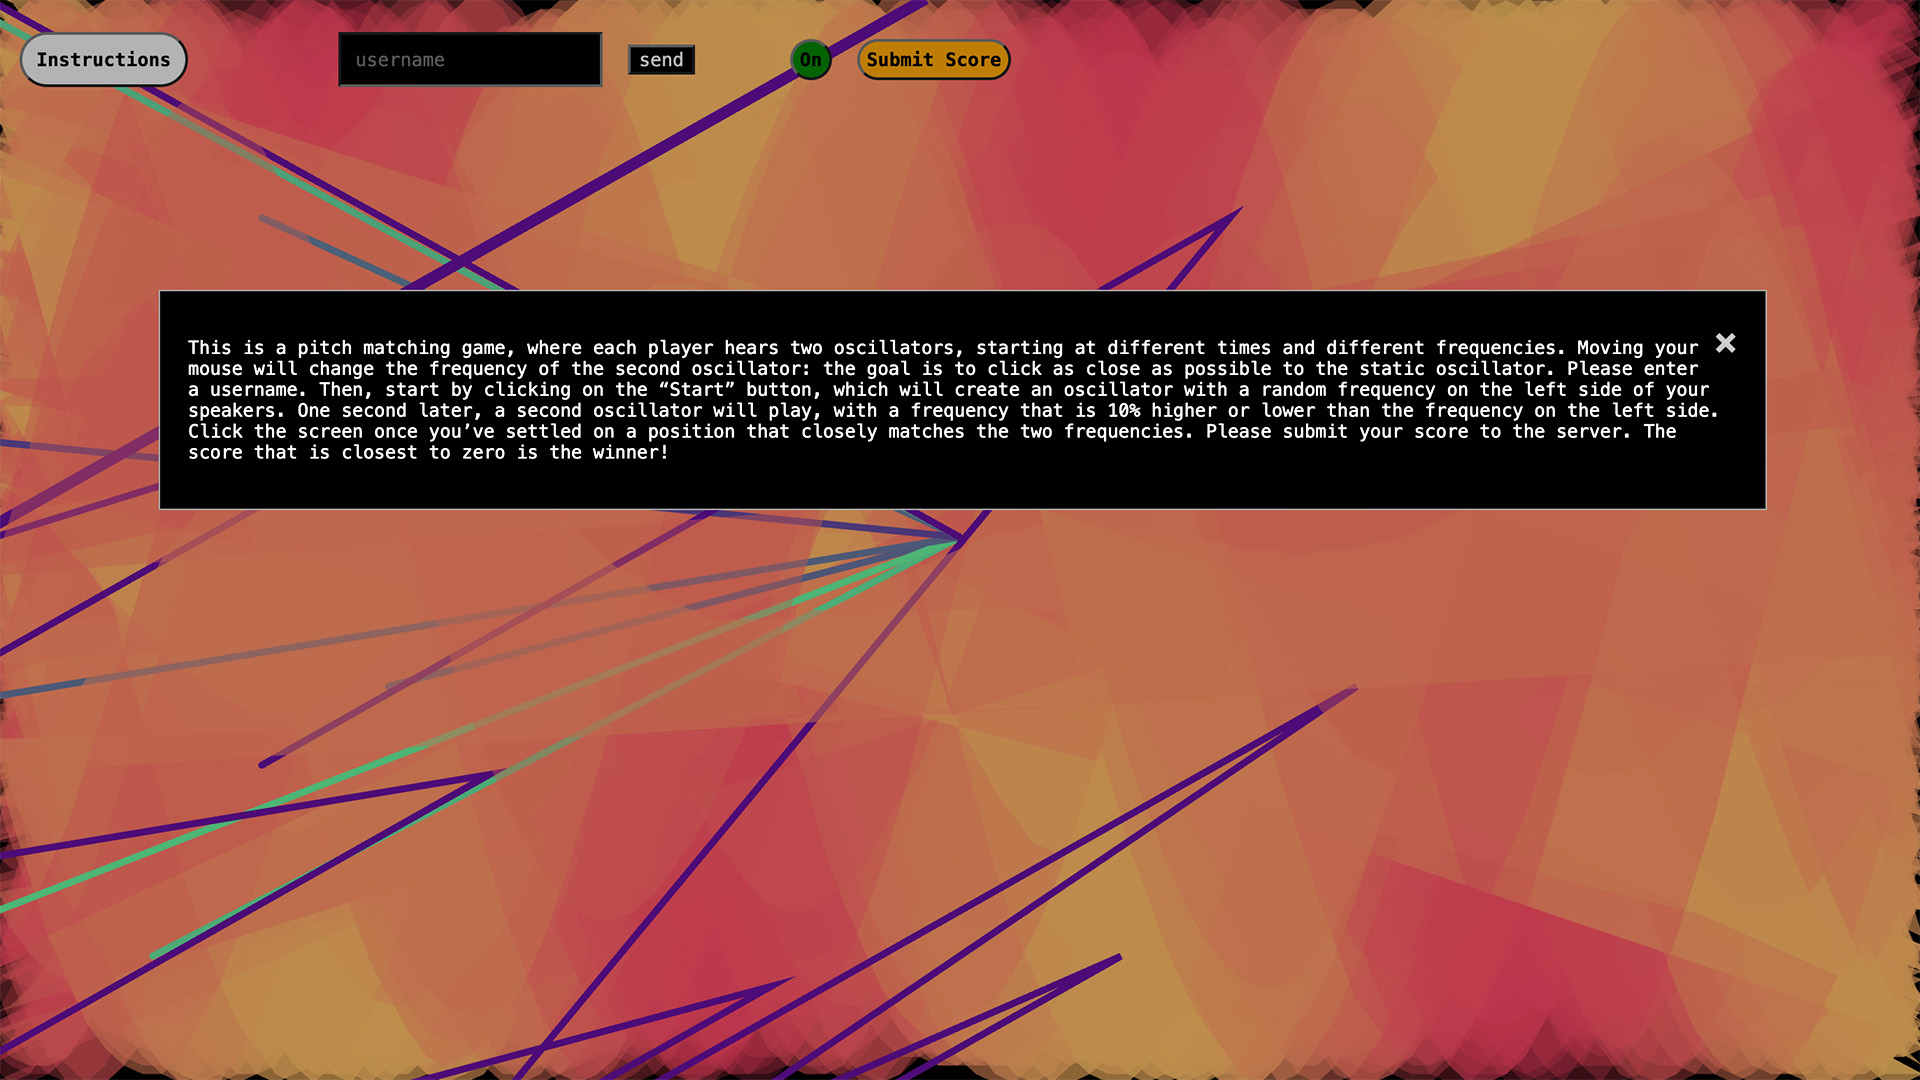 Instructions
username
send
On
Submit Score
This is a pitch matching game, where each player hears two oscillators, starting at different times and different frequencies. Moving your
mouse will change the frequency of the second oscillator: the goal is to click as close as possible to the static oscillator. Please enter
a username. Then, start by clicking on the “Start” button, which will create an oscillator with a random frequency on the left side of your
speakers. One second later, a second oscillator will play, with a frequency that is 10% higher or lower than the frequency on the left side.
Click the screen once you’ve settled on a position that closely matches the two frequencies. Please submit your score to the server. The
score that is closest to zero is the winner!